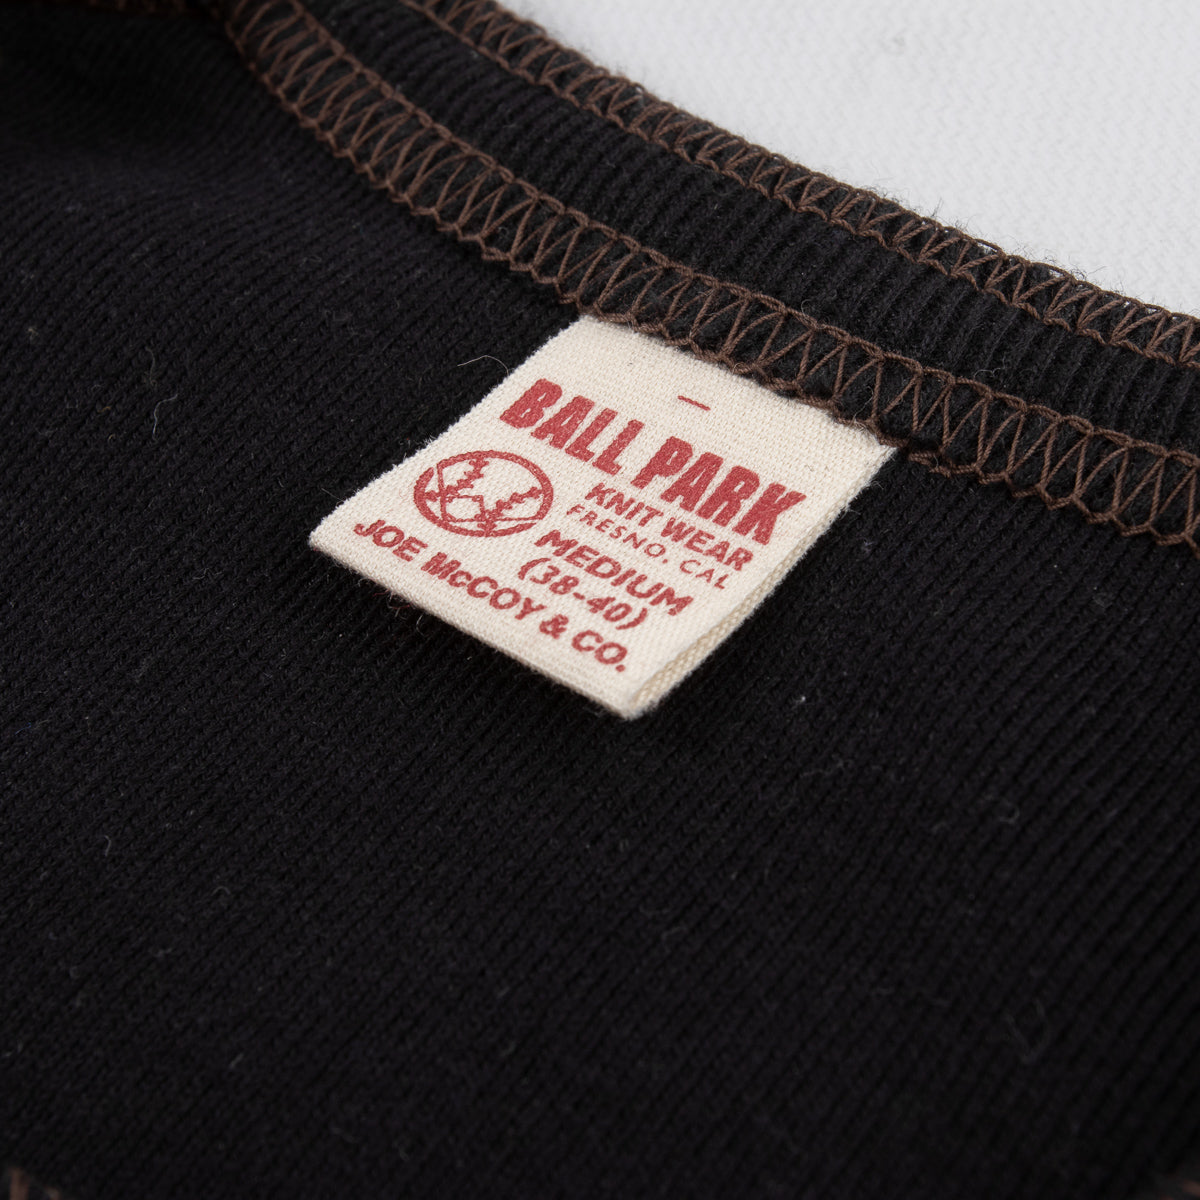 BALL PARK
KNIT WEAR
FRESNO, CAL
MEDIUM
(38-40)
JOE McCOY & CO.